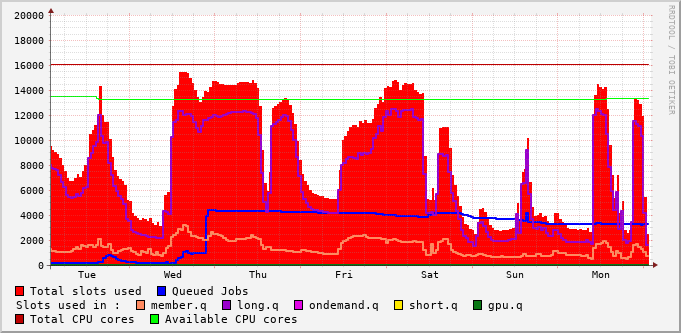 20000
18000
16000
14000
12000
10000
8000
6000
4000
2000
0
Tue Wed Thu Fri Sat Sun Mon
RRDTOOL / TOBI OETIKER
Total slots used Queued Jobs
Slots used in : member.q long.q ondemand.q short.q gpu.q
Total CPU cores Available CPU cores